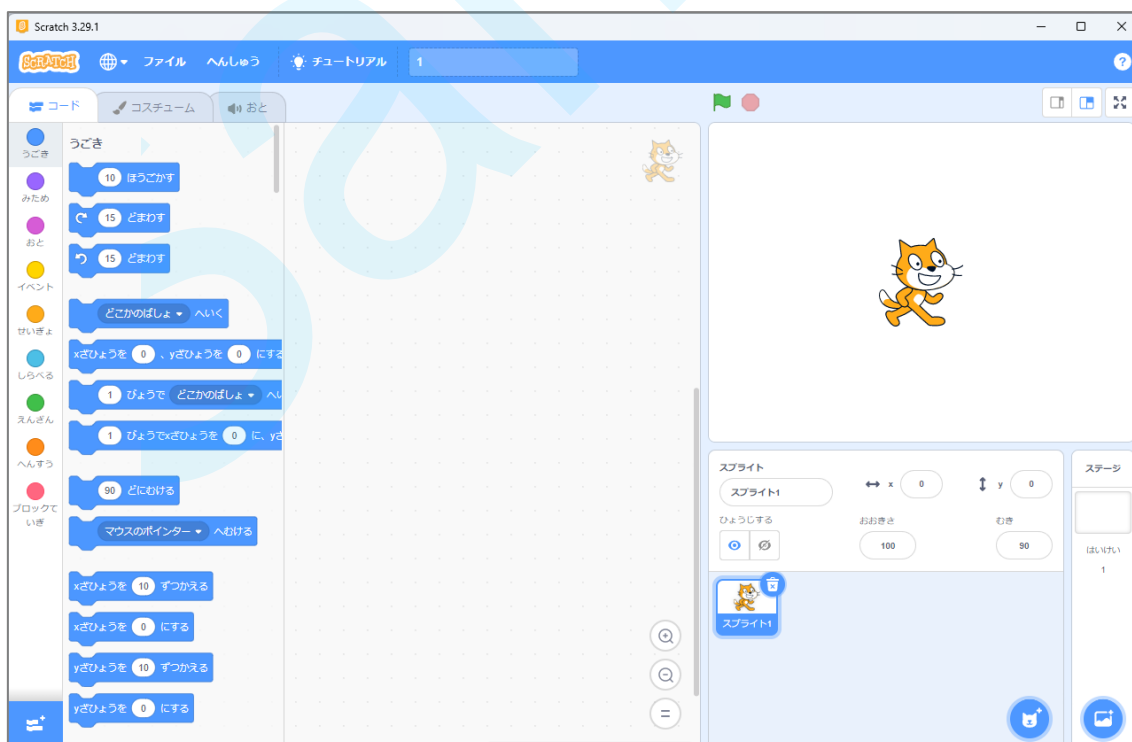 Scratch 3.29.1
SCRATCH ファイル へんしゅう チュートリアル 1 ?
コード コスチューム おと
うごき
みため
おと
イベント
せいぎょ
しらべる
えんざん
へんすう
ブロックて
いぎ
うごき
10 ほうごかす
15 どまわす
15 どまわす
どこかのばしょ へいく
xざひょうを 0 、yざひょうを 0 にする
1 びょうで どこかのばしょ へい
1 びょうでxざひょうを 0 に、yざ
90 どにむける
マウスのポインター へむける
xざひょうを 10 ずつかえる
xざひょうを 0 にする
yざひょうを 10 ずつかえる
yざひょうを 0 にする
スプライト
スプライト1 x 0 y 0
ひょうじする おおきさ むき
100 90
スプライト1
ステージ
はいけい
1